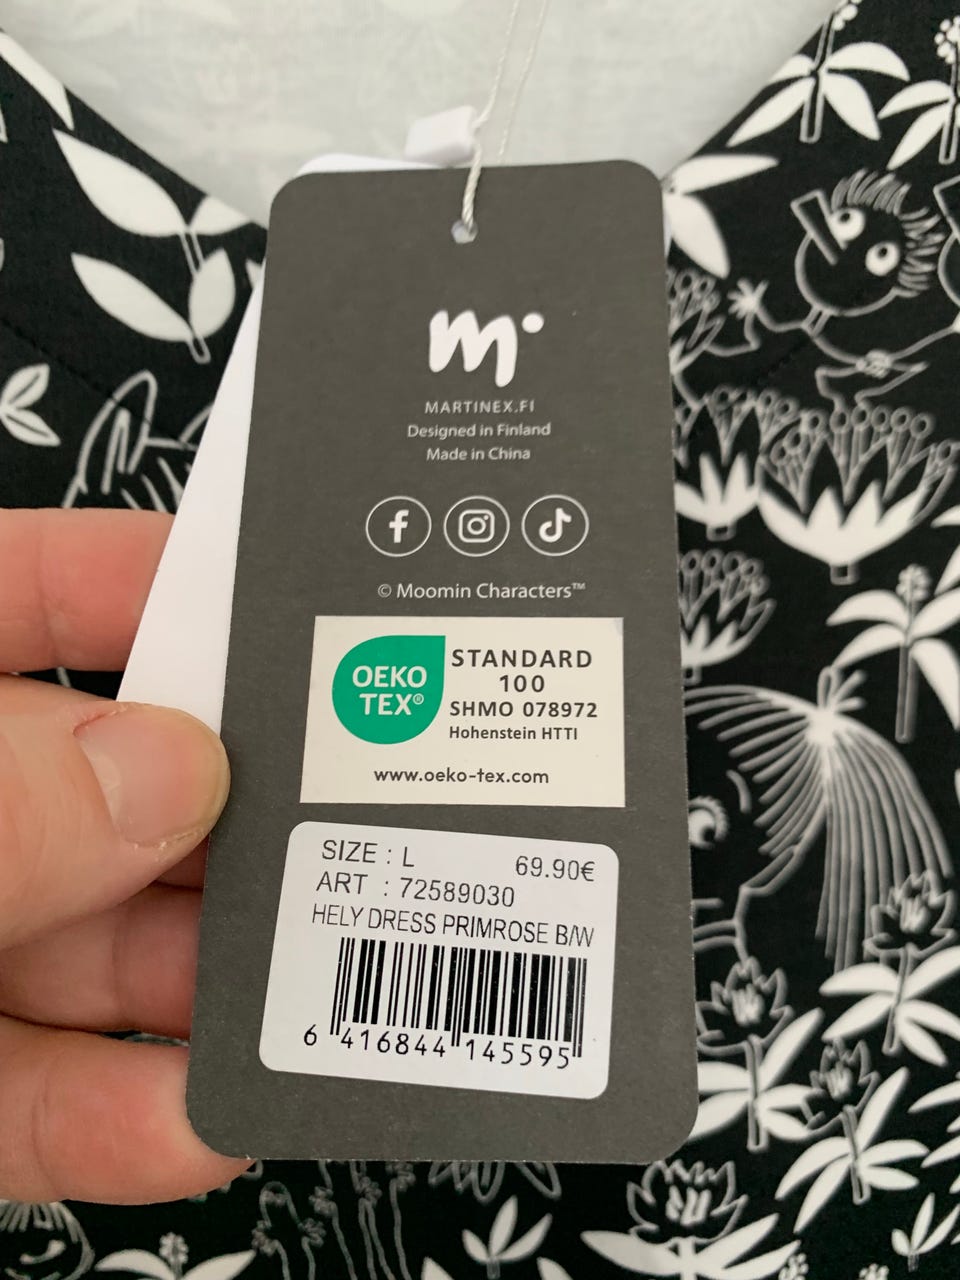 m
MARTINEX.FI
Designed in Finland
Made in China
© Moomin Characters™
OEKO
TEX®
STANDARD
100
SHMO 078972
Hohenstein HTTI
www.oeko-tex.com
SIZE : L 69.90€
ART : 72589030
HELY DRESS PRIMROSE B/W
6 416844 145595